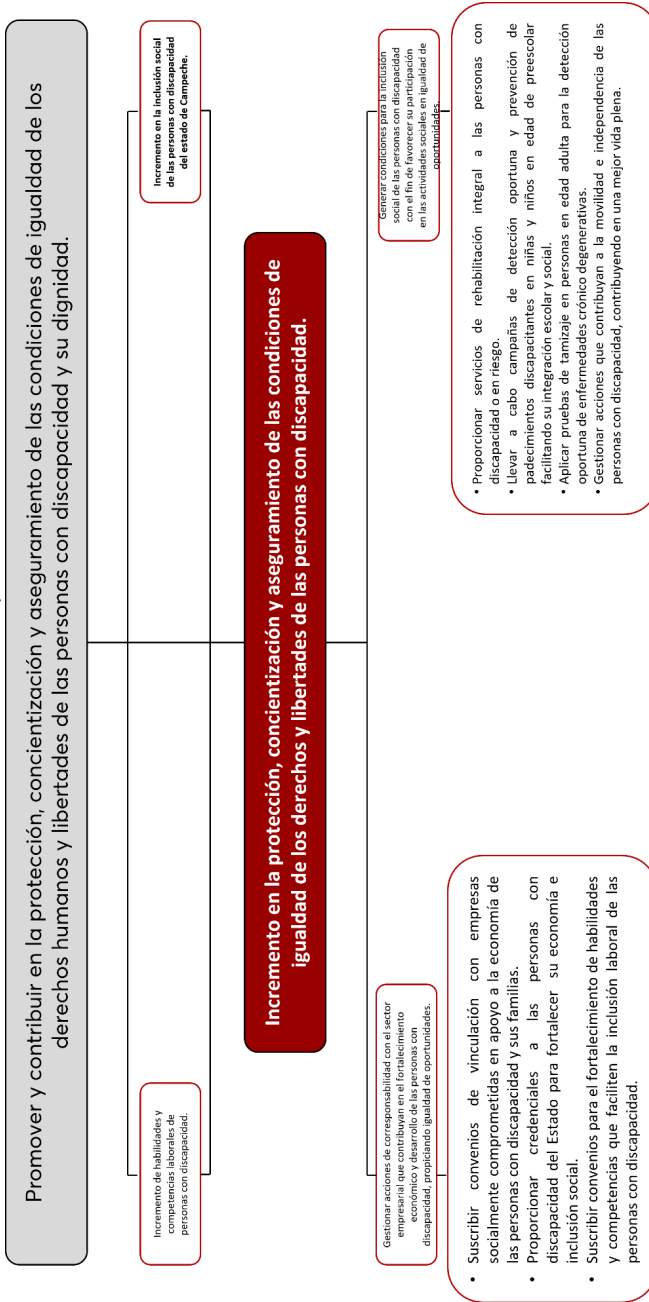 Promover y contribuir en la protección, concientización y aseguramiento de las condiciones de igualdad de los
derechos humanos y libertades de las personas con discapacidad y su dignidad.
Incremento de habilidades y
competencias laborales de
personas con discapacidad.
Incremento en la inclusión social
de las personas con discapacidad
del estado de Campeche.
Incremento en la protección, concientización y aseguramiento de las condiciones de
igualdad de los derechos y libertades de las personas con discapacidad.
Gestionar acciones de corresponsabilidad con el sector
empresarial que contribuyan en el fortalecimiento
económico y desarrollo de las personas con
discapacidad, propiciando igualdad de oportunidades.
Generar condiciones para la inclusión
social de las personas con discapacidad
con el fin de favorecer su participación
en las actividades sociales en igualdad de
oportunidades.
• Suscribir convenios de vinculación con empresas
socialmente comprometidas en apoyo a la economía de
las personas con discapacidad y sus familias.
• Proporcionar credenciales a las personas con
discapacidad del Estado para fortalecer su economía e
inclusión social.
• Suscribir convenios para el fortalecimiento de habilidades
y competencias que faciliten la inclusión laboral de las
personas con discapacidad.
• Proporcionar servicios de rehabilitación integral a las personas con
discapacidad o en riesgo.
• Llevar a cabo campañas de detección oportuna y prevención de
padecimientos discapacitantes en niñas y niños en edad de preescolar
facilitando su integración escolar y social.
• Aplicar pruebas de tamizaje en personas en edad adulta para la detección
oportuna de enfermedades crónico degenerativas.
• Gestionar acciones que contribuyan a la movilidad e independencia de las
personas con discapacidad, contribuyendo en una mejor vida plena.